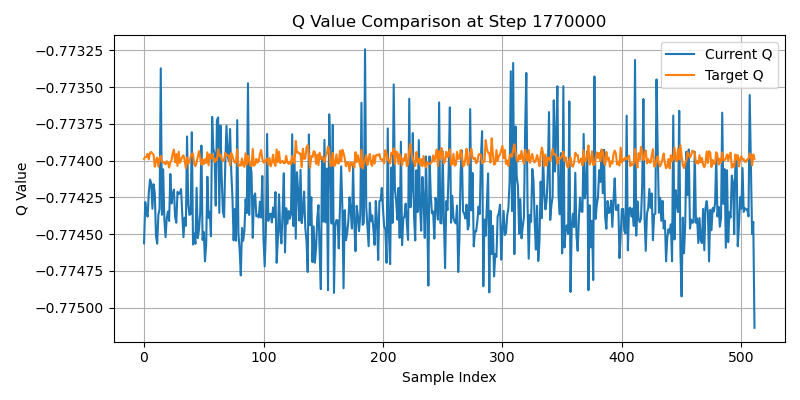 Q Value Comparison at Step 1770000
Current Q
Target Q
Q Value
−0.77325
−0.77350
−0.77375
−0.77400
−0.77425
−0.77450
−0.77475
−0.77500
0 100 200 300 400 500
Sample Index